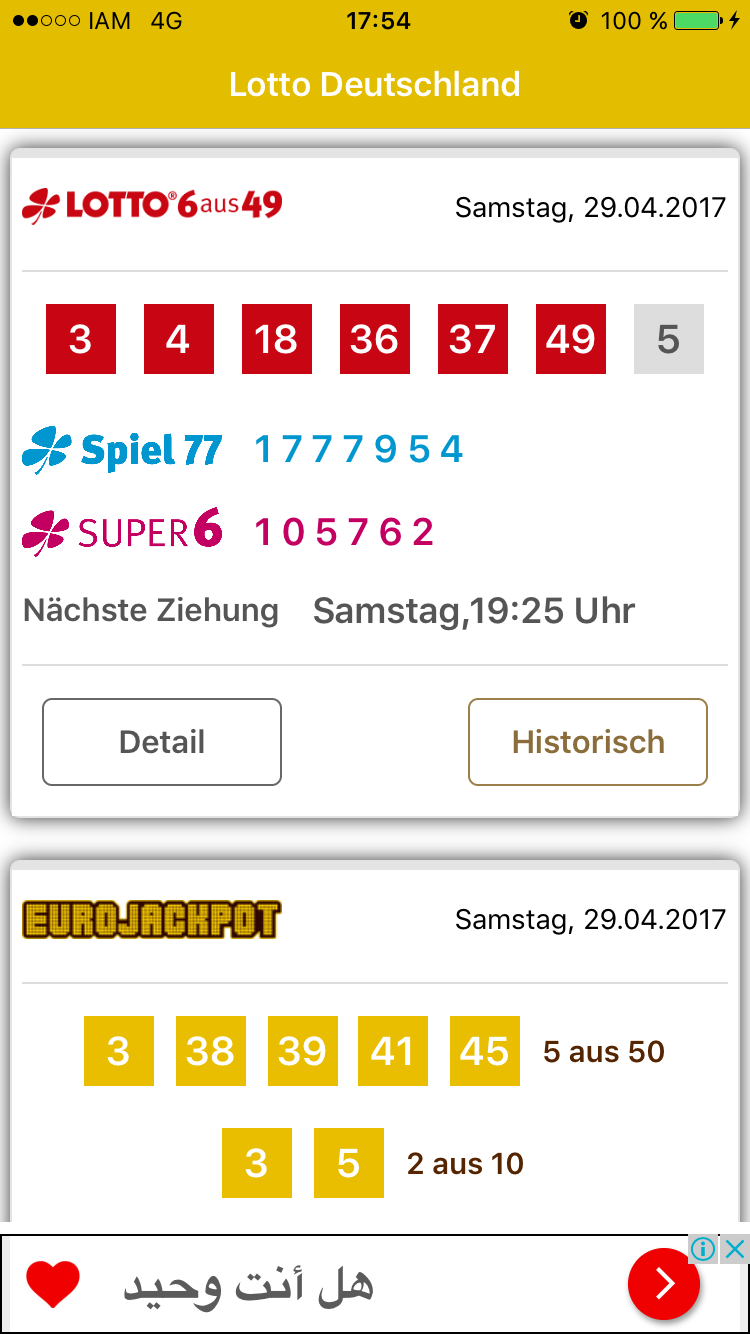 IAM 4G 17:54 100 %
Lotto Deutschland
LOTTO® 6aus49 Samstag, 29.04.2017
3 4 18 36 37 49 5
Spiel 77 1 7 7 7 9 5 4
SUPER 6 1 0 5 7 6 2
Nächste Ziehung Samstag,19:25 Uhr
Detail Historisch
EUROJACKPOT Samstag, 29.04.2017
3 38 39 41 45 5 aus 50
3 5 2 aus 10
هل أنت وحيد